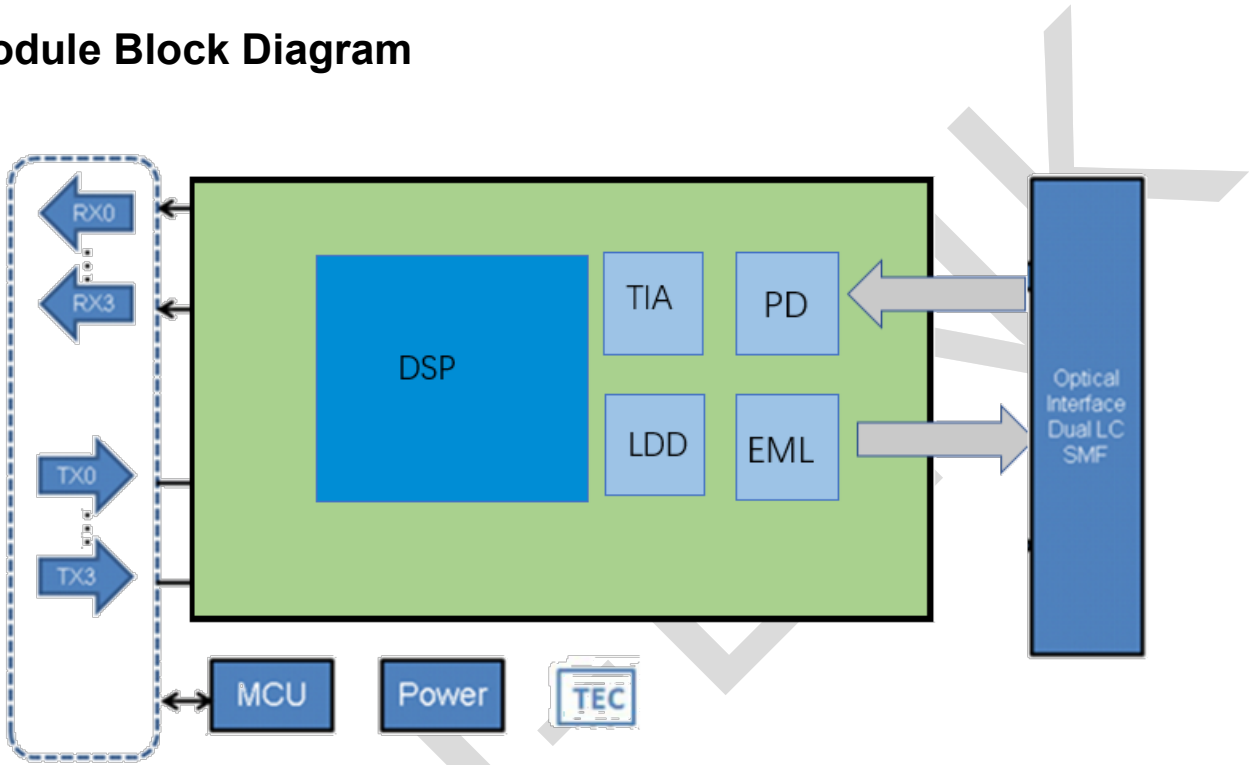 odule Block Diagram
RX0
RX3
TX0
TX3
DSP
TIA
PD
LDD
EML
Optical
Interface
Dual LC
SMF
MCU
Power
TEC